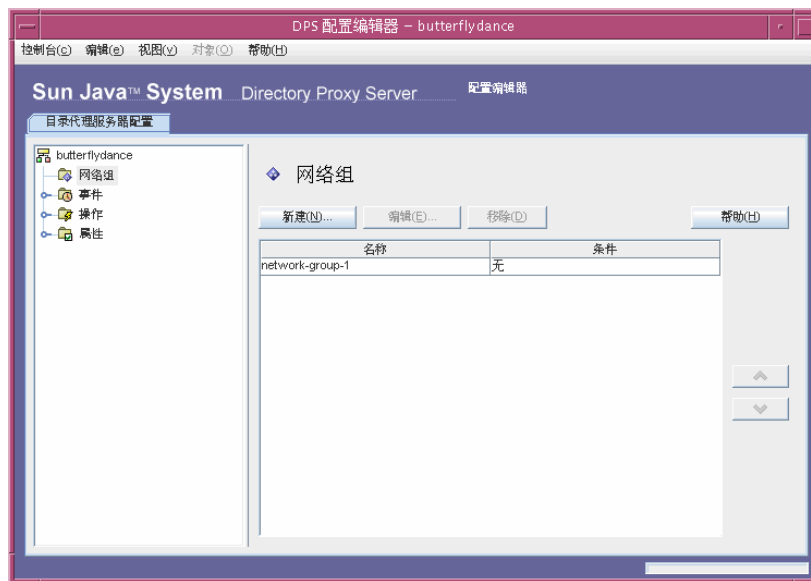 DPS 配置编辑器 – butterflydance
控制台(C) 编辑(e) 视图(V) 对象(O) 帮助(H)
Sun Java™ System Directory Proxy Server 配置编辑器
目录代理服务器配置
butterflydance
网络组
事件
操作
属性
网络组
新建(N)... 编辑(E)... 移除(D) 帮助(H)
名称 条件
network-group-1 无